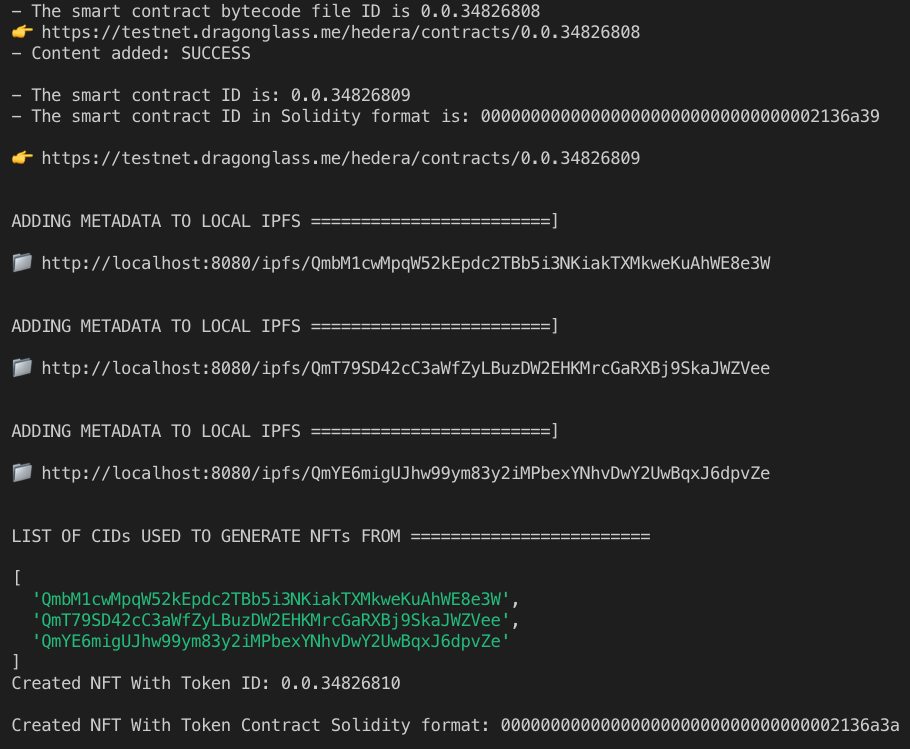 - The smart contract bytecode file ID is 0.0.34826808
👉 https://testnet.dragonglass.me/hedera/contracts/0.0.34826808
- Content added: SUCCESS
- The smart contract ID is: 0.0.34826809
- The smart contract ID in Solidity format is: 0000000000000000000000000000000002136a39
👉 https://testnet.dragonglass.me/hedera/contracts/0.0.34826809
ADDING METADATA TO LOCAL IPFS ========================]
📁 http://localhost:8080/ipfs/QmbM1cwMpqW52kEpdc2TBb5i3NKiakTXMkweKuAhWE8e3W
ADDING METADATA TO LOCAL IPFS ========================]
📁 http://localhost:8080/ipfs/QmT79SD42cC3aWfZyLBuzDW2EHKMrcGaRXBj9SkaJWZVee
ADDING METADATA TO LOCAL IPFS ========================]
📁 http://localhost:8080/ipfs/QmYE6migUJhw99ym83y2iMPbexYNhvDwY2UwBqxJ6dpvZe
LIST OF CIDs USED TO GENERATE NFTs FROM ========================
[
  'QmbM1cwMpqW52kEpdc2TBb5i3NKiakTXMkweKuAhWE8e3W',
  'QmT79SD42cC3aWfZyLBuzDW2EHKMrcGaRXBj9SkaJWZVee',
  'QmYE6migUJhw99ym83y2iMPbexYNhvDwY2UwBqxJ6dpvZe'
]
Created NFT With Token ID: 0.0.34826810
Created NFT With Token Contract Solidity format: 0000000000000000000000000000000002136a3a